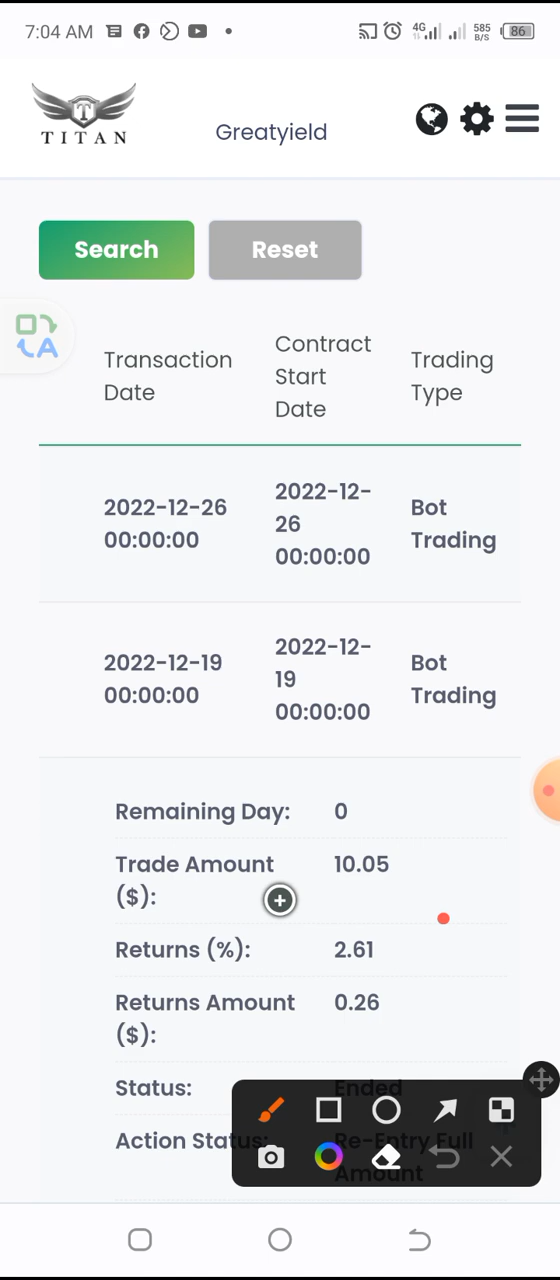 7:04 AM
4G
585
B/S
86
T
TITAN
Greatyield
Search
Reset
A
Transaction
Date
Contract
Start
Date
Trading
Type
2022-12-26
00:00:00
2022-12-
26
00:00:00
Bot
Trading
2022-12-19
00:00:00
2022-12-
19
00:00:00
Bot
Trading
Remaining Day:
0
Trade Amount
($):
10.05
Returns (%):
2.61
Returns Amount
($):
0.26
Status:
Ended
Action Status:
Re-Entry Full
Amount